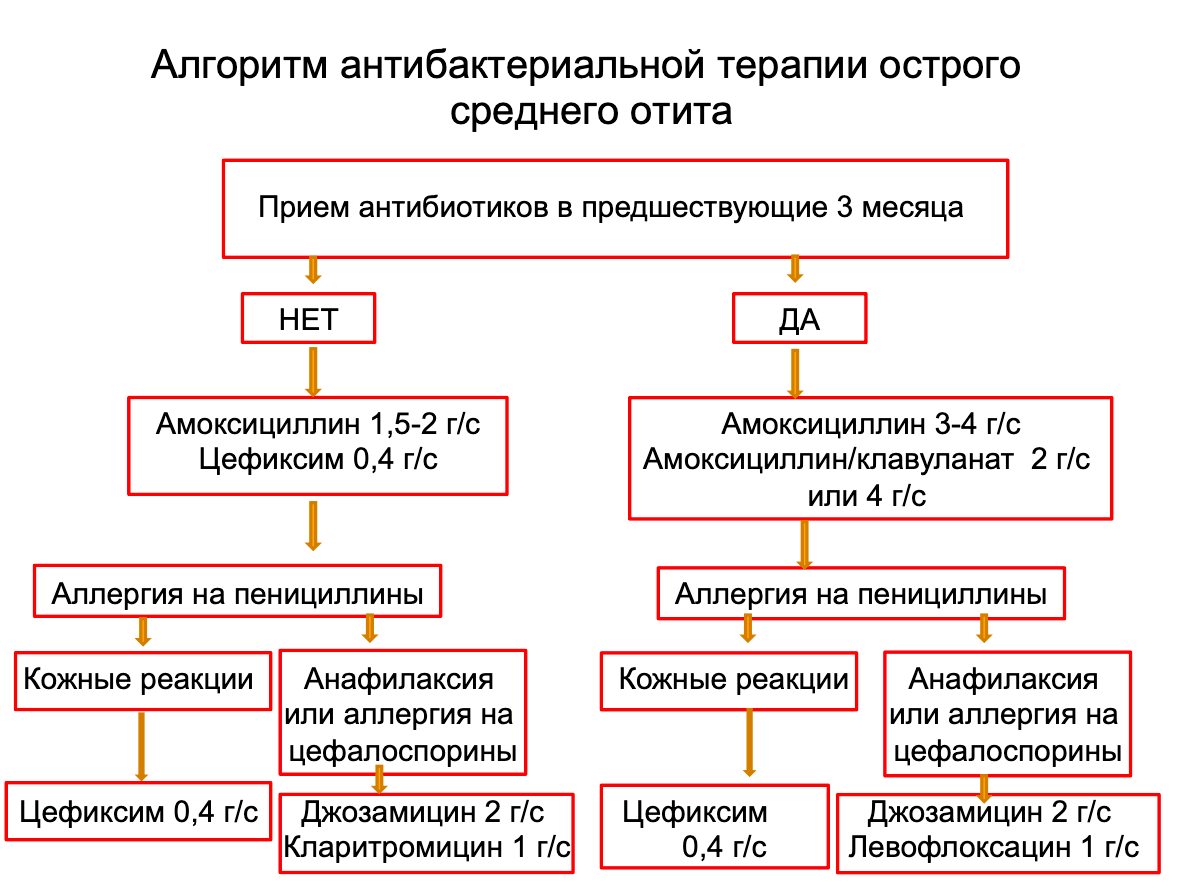 Алгоритм антибактериальной терапии острого
среднего отита
Прием антибиотиков в предшествующие 3 месяца
НЕТ
ДА
Амоксициллин 1,5-2 г/с
Цефиксим 0,4 г/с
Амоксициллин 3-4 г/с
Амоксициллин/клавуланат 2 г/с
или 4 г/с
Аллергия на пенициллины
Аллергия на пенициллины
Кожные реакции
Анафилаксия
или аллергия на
цефалоспорины
Кожные реакции
Анафилаксия
или аллергия на
цефалоспорины
Цефиксим 0,4 г/с
Джозамицин 2 г/с
Кларитромицин 1 г/с
Цефиксим
0,4 г/с
Джозамицин 2 г/с
Левофлоксацин 1 г/с